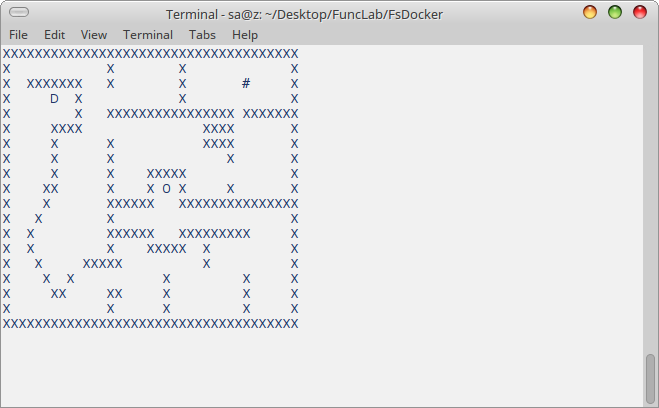 Terminal - sa@z: ~/Desktop/FuncLab/FsDocker
File Edit View Terminal Tabs Help
XXXXXXXXXXXXXXXXXXXXXXXXXXXXXXXXXXXXX
X            X        X             X
X  XXXXXXX   X        X       #     X
X     D  X            X             X
X        X   XXXXXXXXXXXXXXXX XXXXXXX
X     XXXX               XXXX       X
X     X      X           XXXX       X
X     X      X              X       X
X     X      X    XXXXX             X
X    XX      X    X O X     X       X
X    X       XXXXXX   XXXXXXXXXXXXXXX
X   X        X                      X
X  X         XXXXXX   XXXXXXXXX     X
X  X         X    XXXXX  X          X
X   X     XXXXX          X          X
X    X  X           X         X     X
X     XX     XX     X         X     X
X            X      X         X     X
XXXXXXXXXXXXXXXXXXXXXXXXXXXXXXXXXXXXX